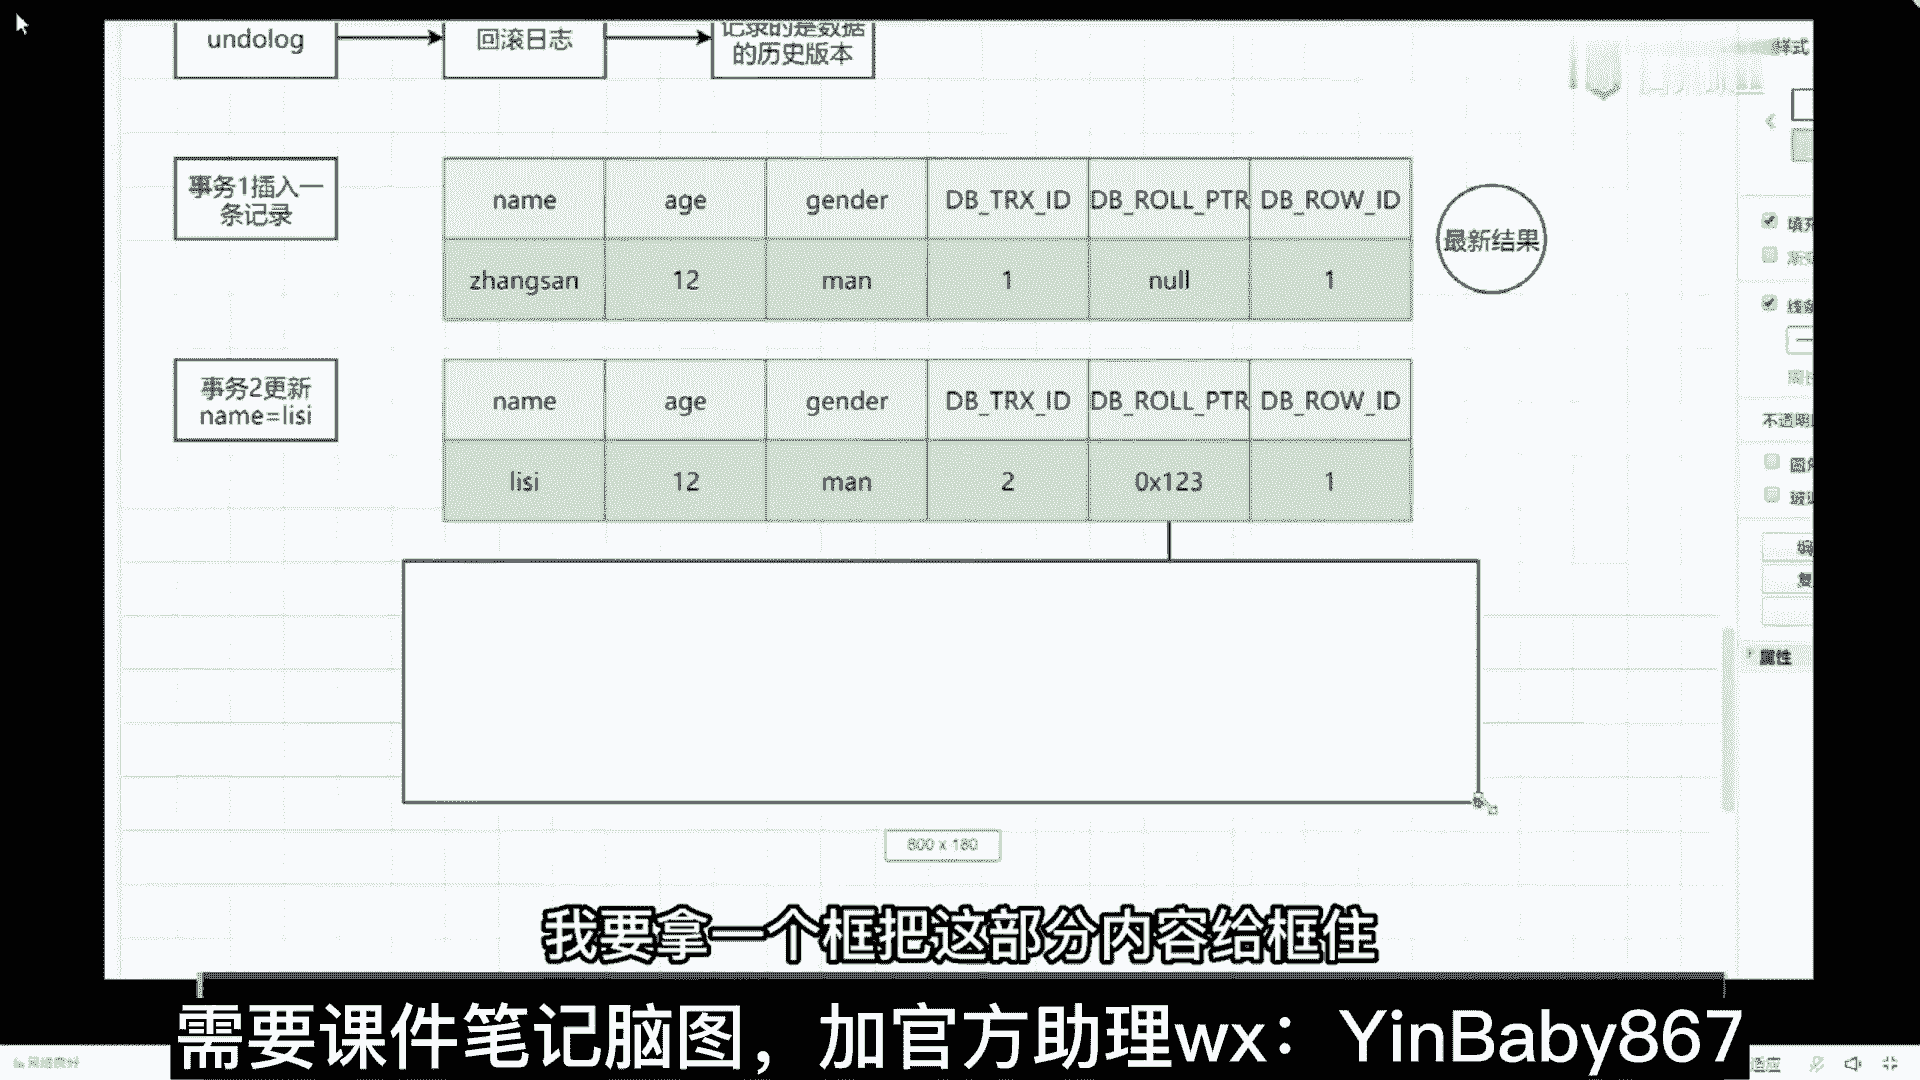 undolog
回滚日志
记录的是数据
的历史版本
样式
事务1插入一
条记录
name age gender DB_TRX_ID DB_ROLL_PTR DB_ROW_ID
zhangsan 12 man 1 null 1
最新结果
填充
线条
事务2更新
name=lisi
name age gender DB_TRX_ID DB_ROLL_PTR DB_ROW_ID
lisi 12 man 2 0x123 1
不透明
属性
800 x 180
我要拿一个框把这部分内容给框住
需要课件笔记脑图，加官方助理wx：YinBaby867
适应